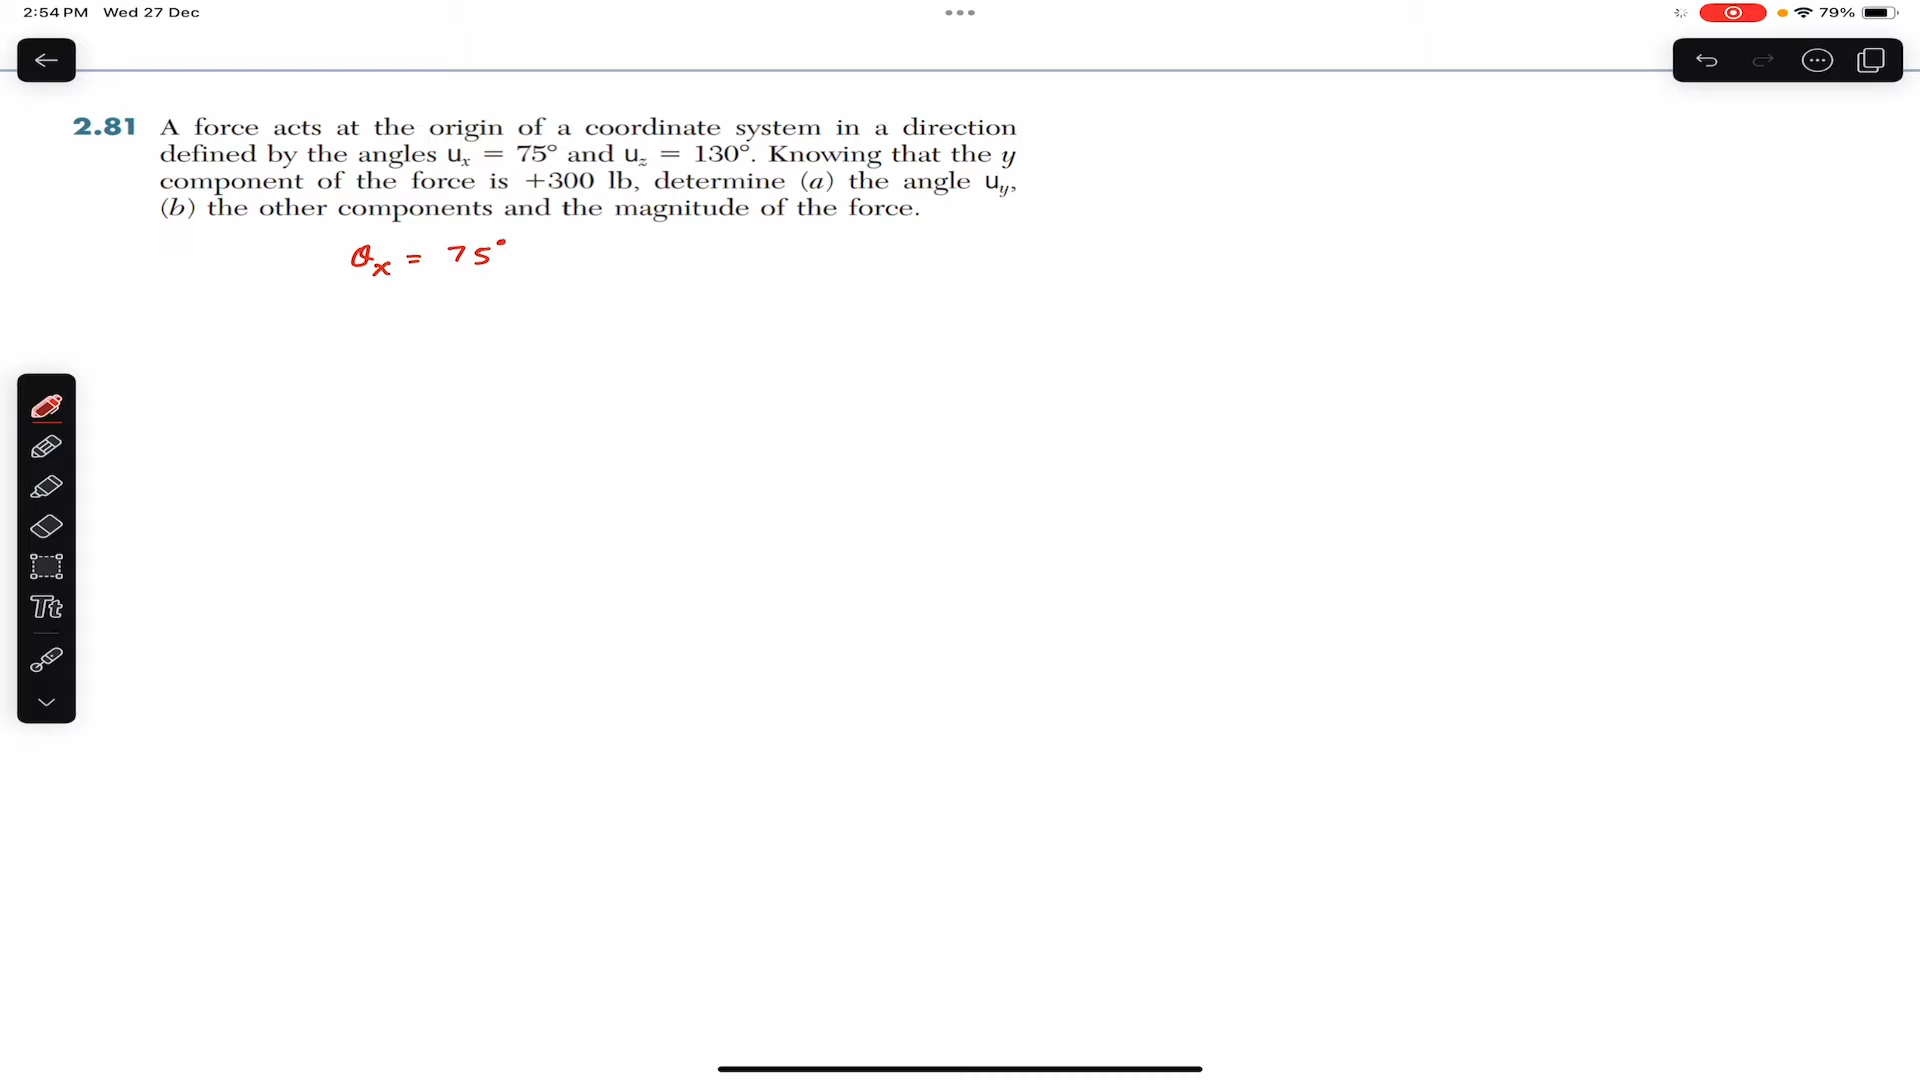 2:54 PM Wed 27 Dec
79%
2.81 A force acts at the origin of a coordinate system in a direction
defined by the angles uₓ = 75° and u_z = 130°. Knowing that the y
component of the force is +300 lb, determine (a) the angle u_y,
(b) the other components and the magnitude of the force.
θₓ = 75°
Tt